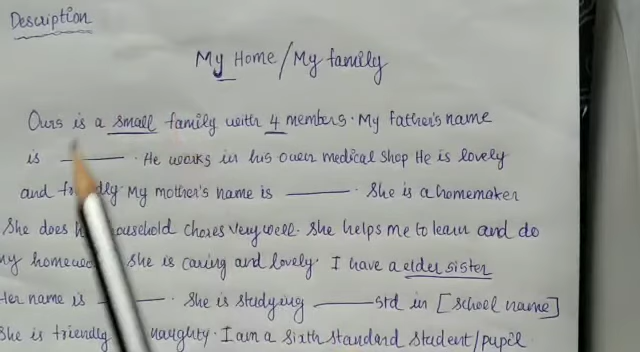 Description
My Home/My family
Ours is a small family with 4 members. My father's name
is ______. He works in his own medical shop He is lovely
and friendly. My mother's name is ______. She is a homemaker
She does household chores very well. She helps me to learn and do
my She is caring and lovely. I have a elder sister
Her name is ______. She is studying ______std in [school name]
She is friendly naughty. I am a sixth standard student/pupil.